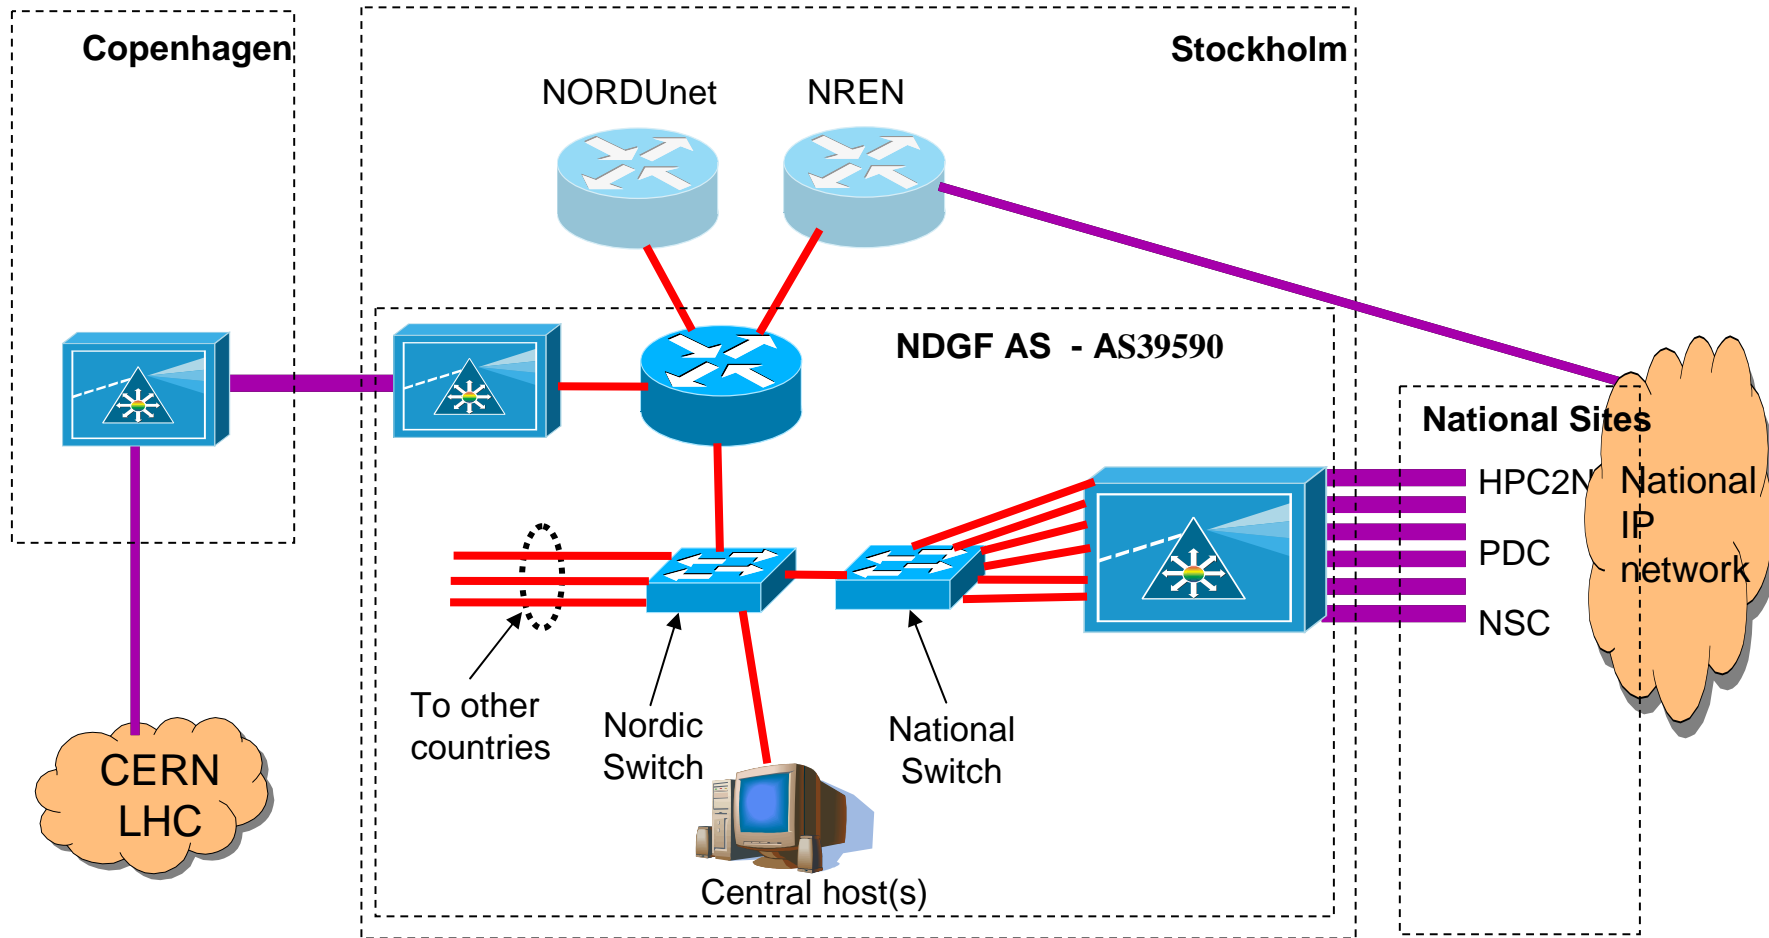 Copenhagen
Stockholm
NORDUnet
NREN
NDGF AS - AS39590
National Sites
HPC2N
PDC
NSC
National
IP
network
To other
countries
Nordic
Switch
National
Switch
CERN
LHC
Central host(s)